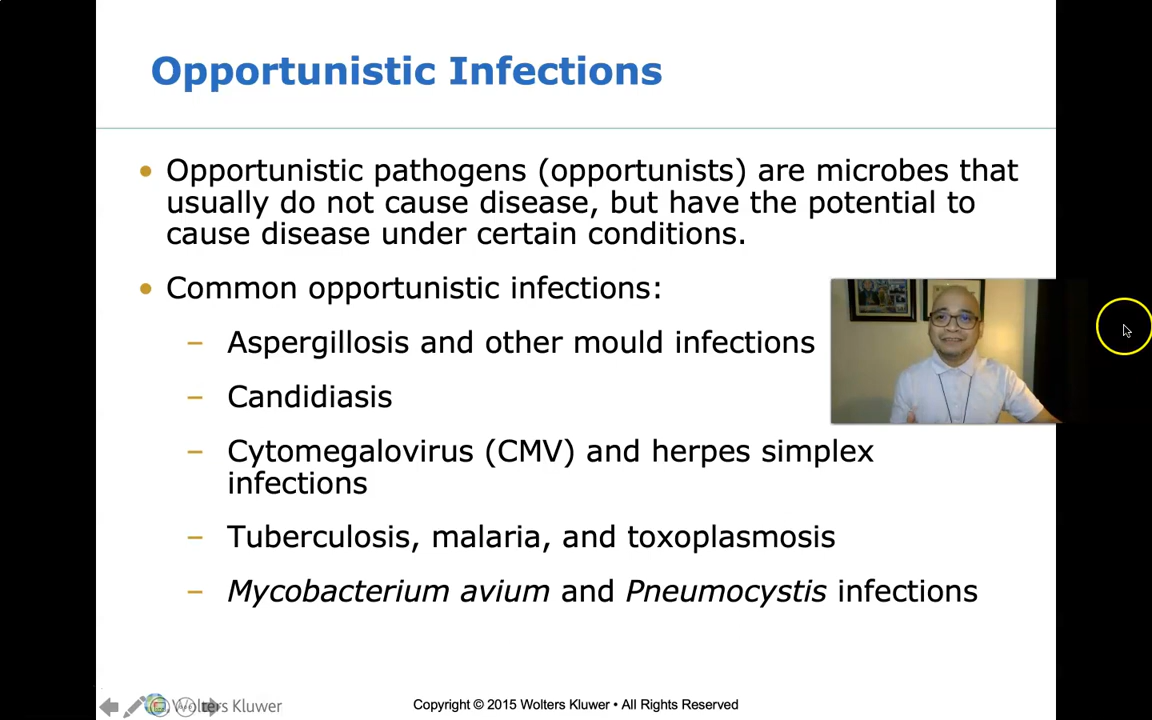 Opportunistic Infections
• Opportunistic pathogens (opportunists) are microbes that
usually do not cause disease, but have the potential to
cause disease under certain conditions.
• Common opportunistic infections:
– Aspergillosis and other mould infections
– Candidiasis
– Cytomegalovirus (CMV) and herpes simplex
infections
– Tuberculosis, malaria, and toxoplasmosis
– Mycobacterium avium and Pneumocystis infections
Wolters Kluwer
Copyright © 2015 Wolters Kluwer • All Rights Reserved